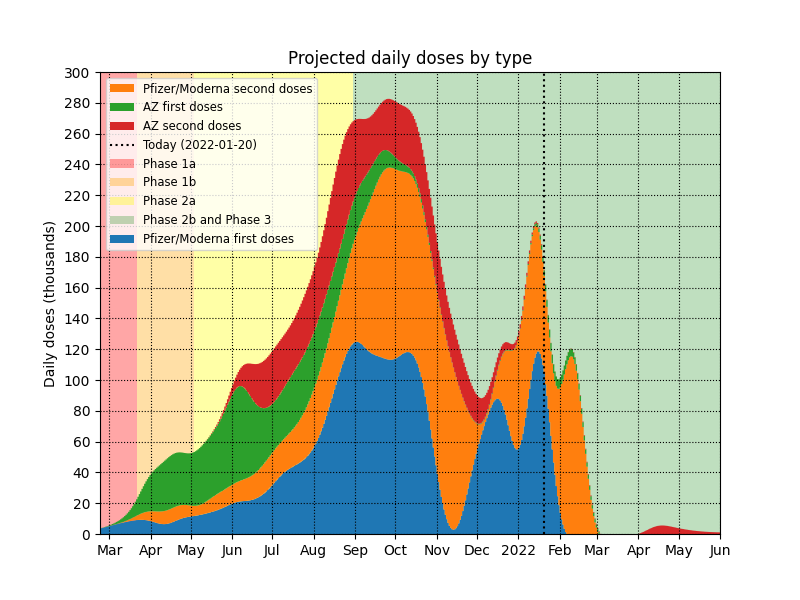 Projected daily doses by type
Daily doses (thousands)
300
280
260
240
220
200
180
160
140
120
100
80
60
40
20
0
Pfizer/Moderna second doses
AZ first doses
AZ second doses
Today (2022-01-20)
Phase 1a
Phase 1b
Phase 2a
Phase 2b and Phase 3
Pfizer/Moderna first doses
Mar Apr May Jun Jul Aug Sep Oct Nov Dec 2022 Feb Mar Apr May Jun